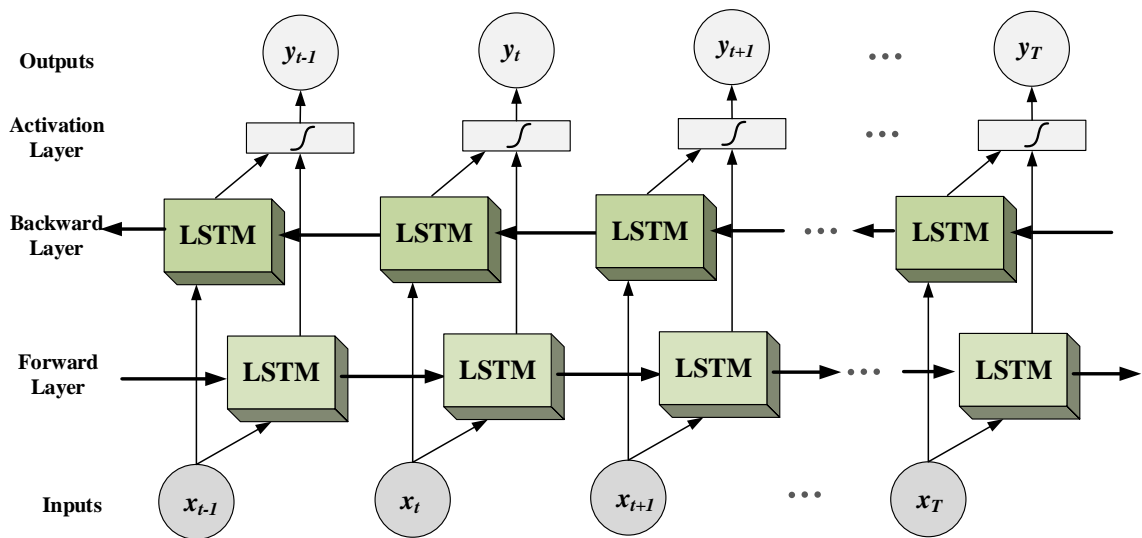 Outputs
y_{t-1} y_t y_{t+1} ... y_T
Activation
Layer
Backward
Layer
LSTM LSTM LSTM ... LSTM
Forward
Layer
LSTM LSTM LSTM ... LSTM
Inputs
x_{t-1} x_t x_{t+1} ... x_T